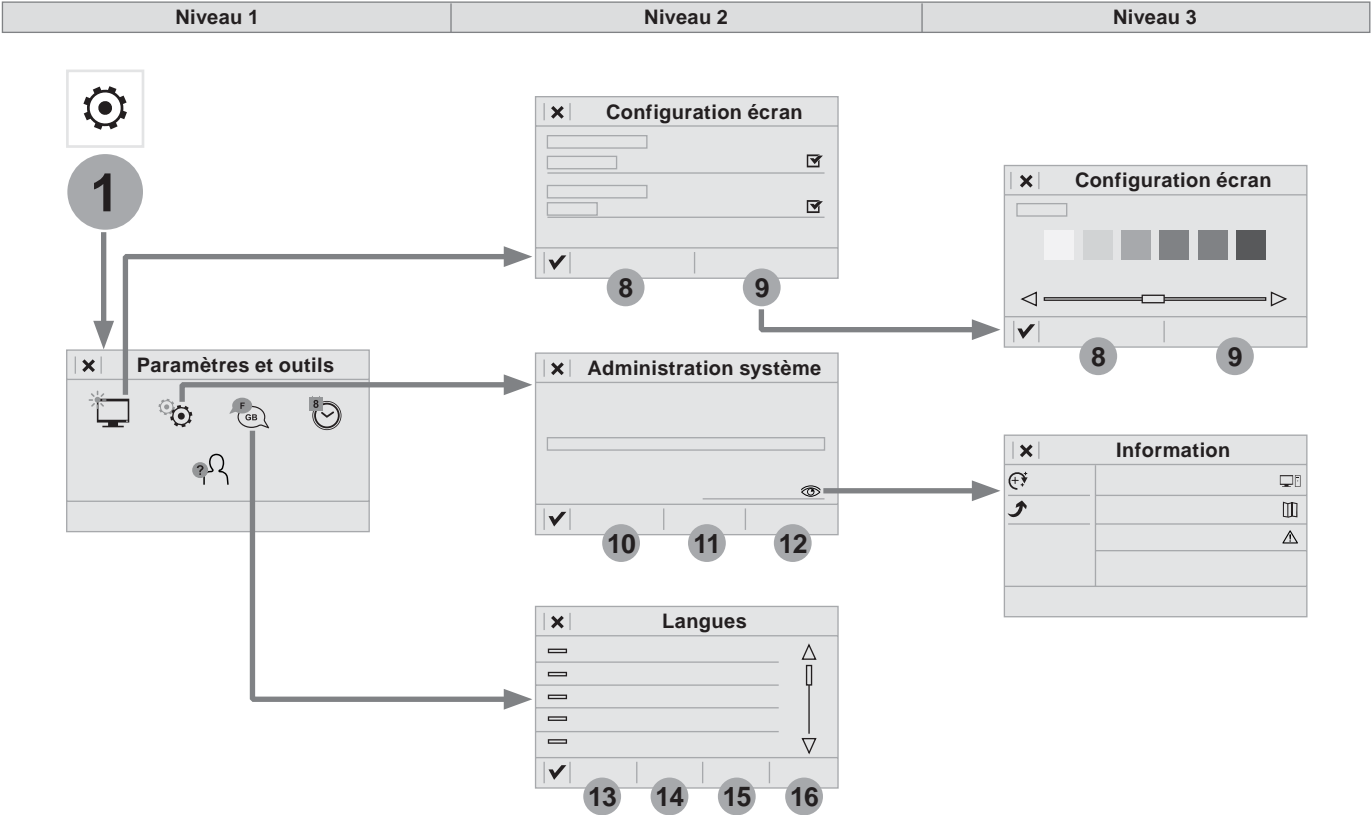 Niveau 1
Niveau 2
Niveau 3
1
Paramètres et outils
F
GB
8
?
Configuration écran
8
9
Administration système
10
11
12
Langues
13
14
15
16
Configuration écran
8
9
Information